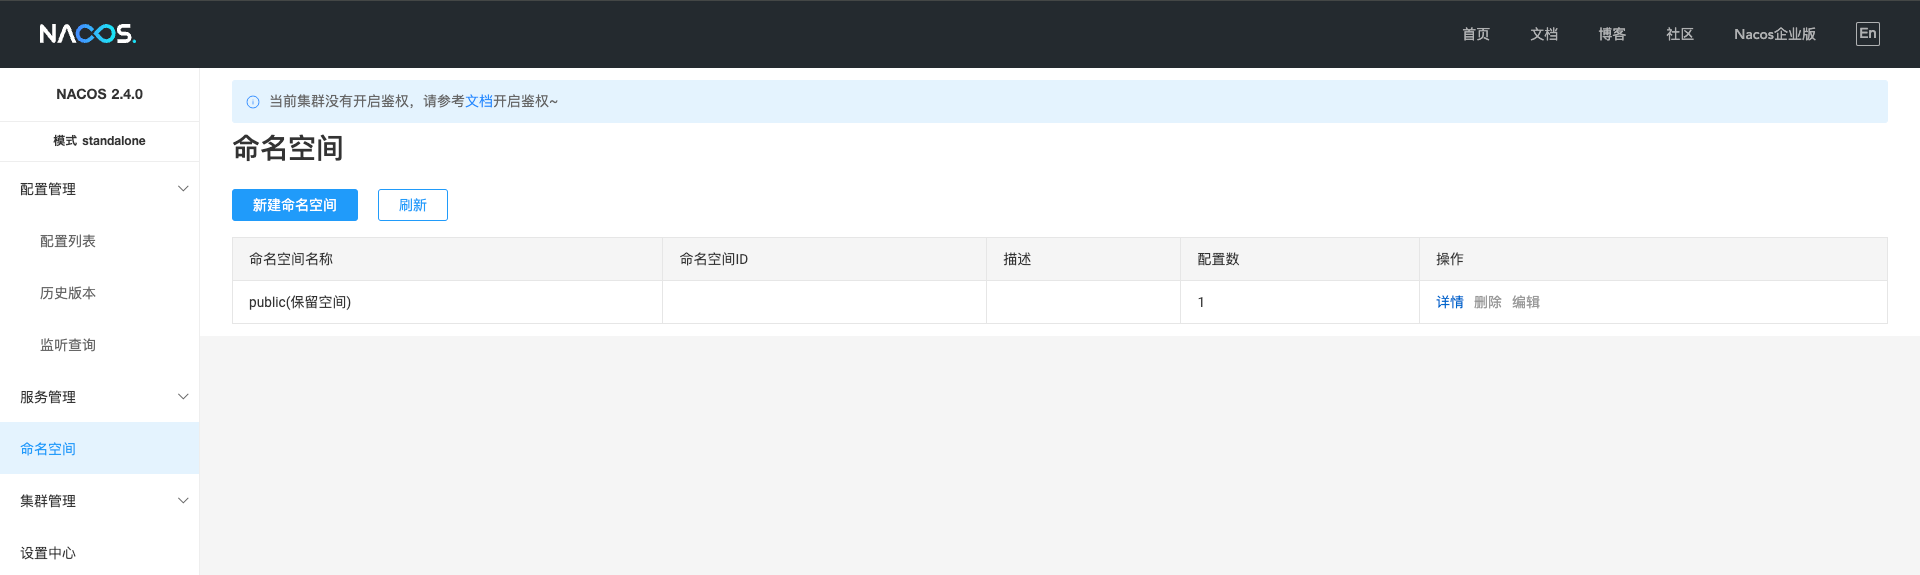 NACOS.
首页 文档 博客 社区 Nacos企业版 En
NACOS 2.4.0
模式 standalone
配置管理
配置列表
历史版本
监听查询
服务管理
命名空间
集群管理
设置中心
当前集群没有开启鉴权，请参考文档开启鉴权~
命名空间
新建命名空间 刷新
命名空间名称 命名空间ID 描述 配置数 操作
public(保留空间) 1 详情 删除 编辑